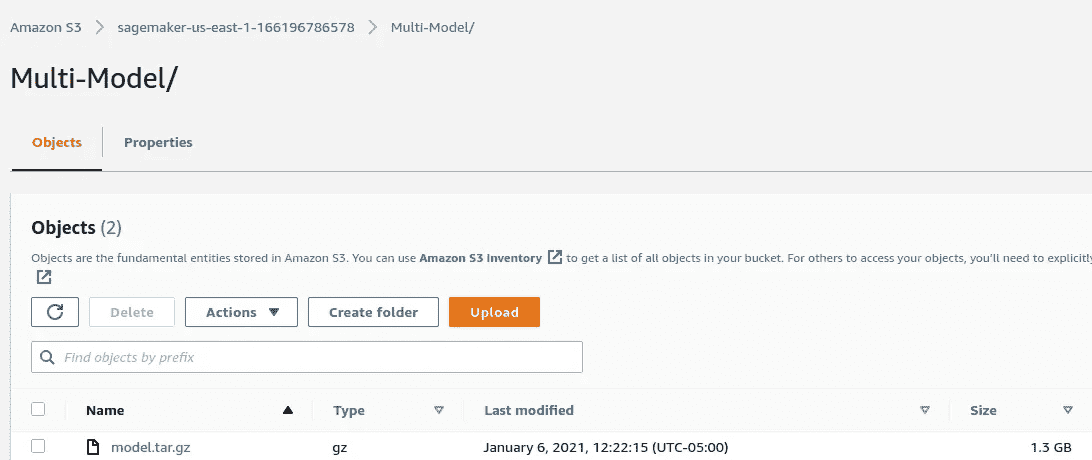 Amazon S3 > sagemaker-us-east-1-166196786578 > Multi-Model/
Multi-Model/
Objects Properties
Objects (2)
Objects are the fundamental entities stored in Amazon S3. You can use Amazon S3 Inventory to get a list of all objects in your bucket. For others to access your objects, you'll need to explicitly
Delete Actions Create folder Upload
Find objects by prefix
Name Type Last modified Size
model.tar.gz gz January 6, 2021, 12:22:15 (UTC-05:00) 1.3 GB